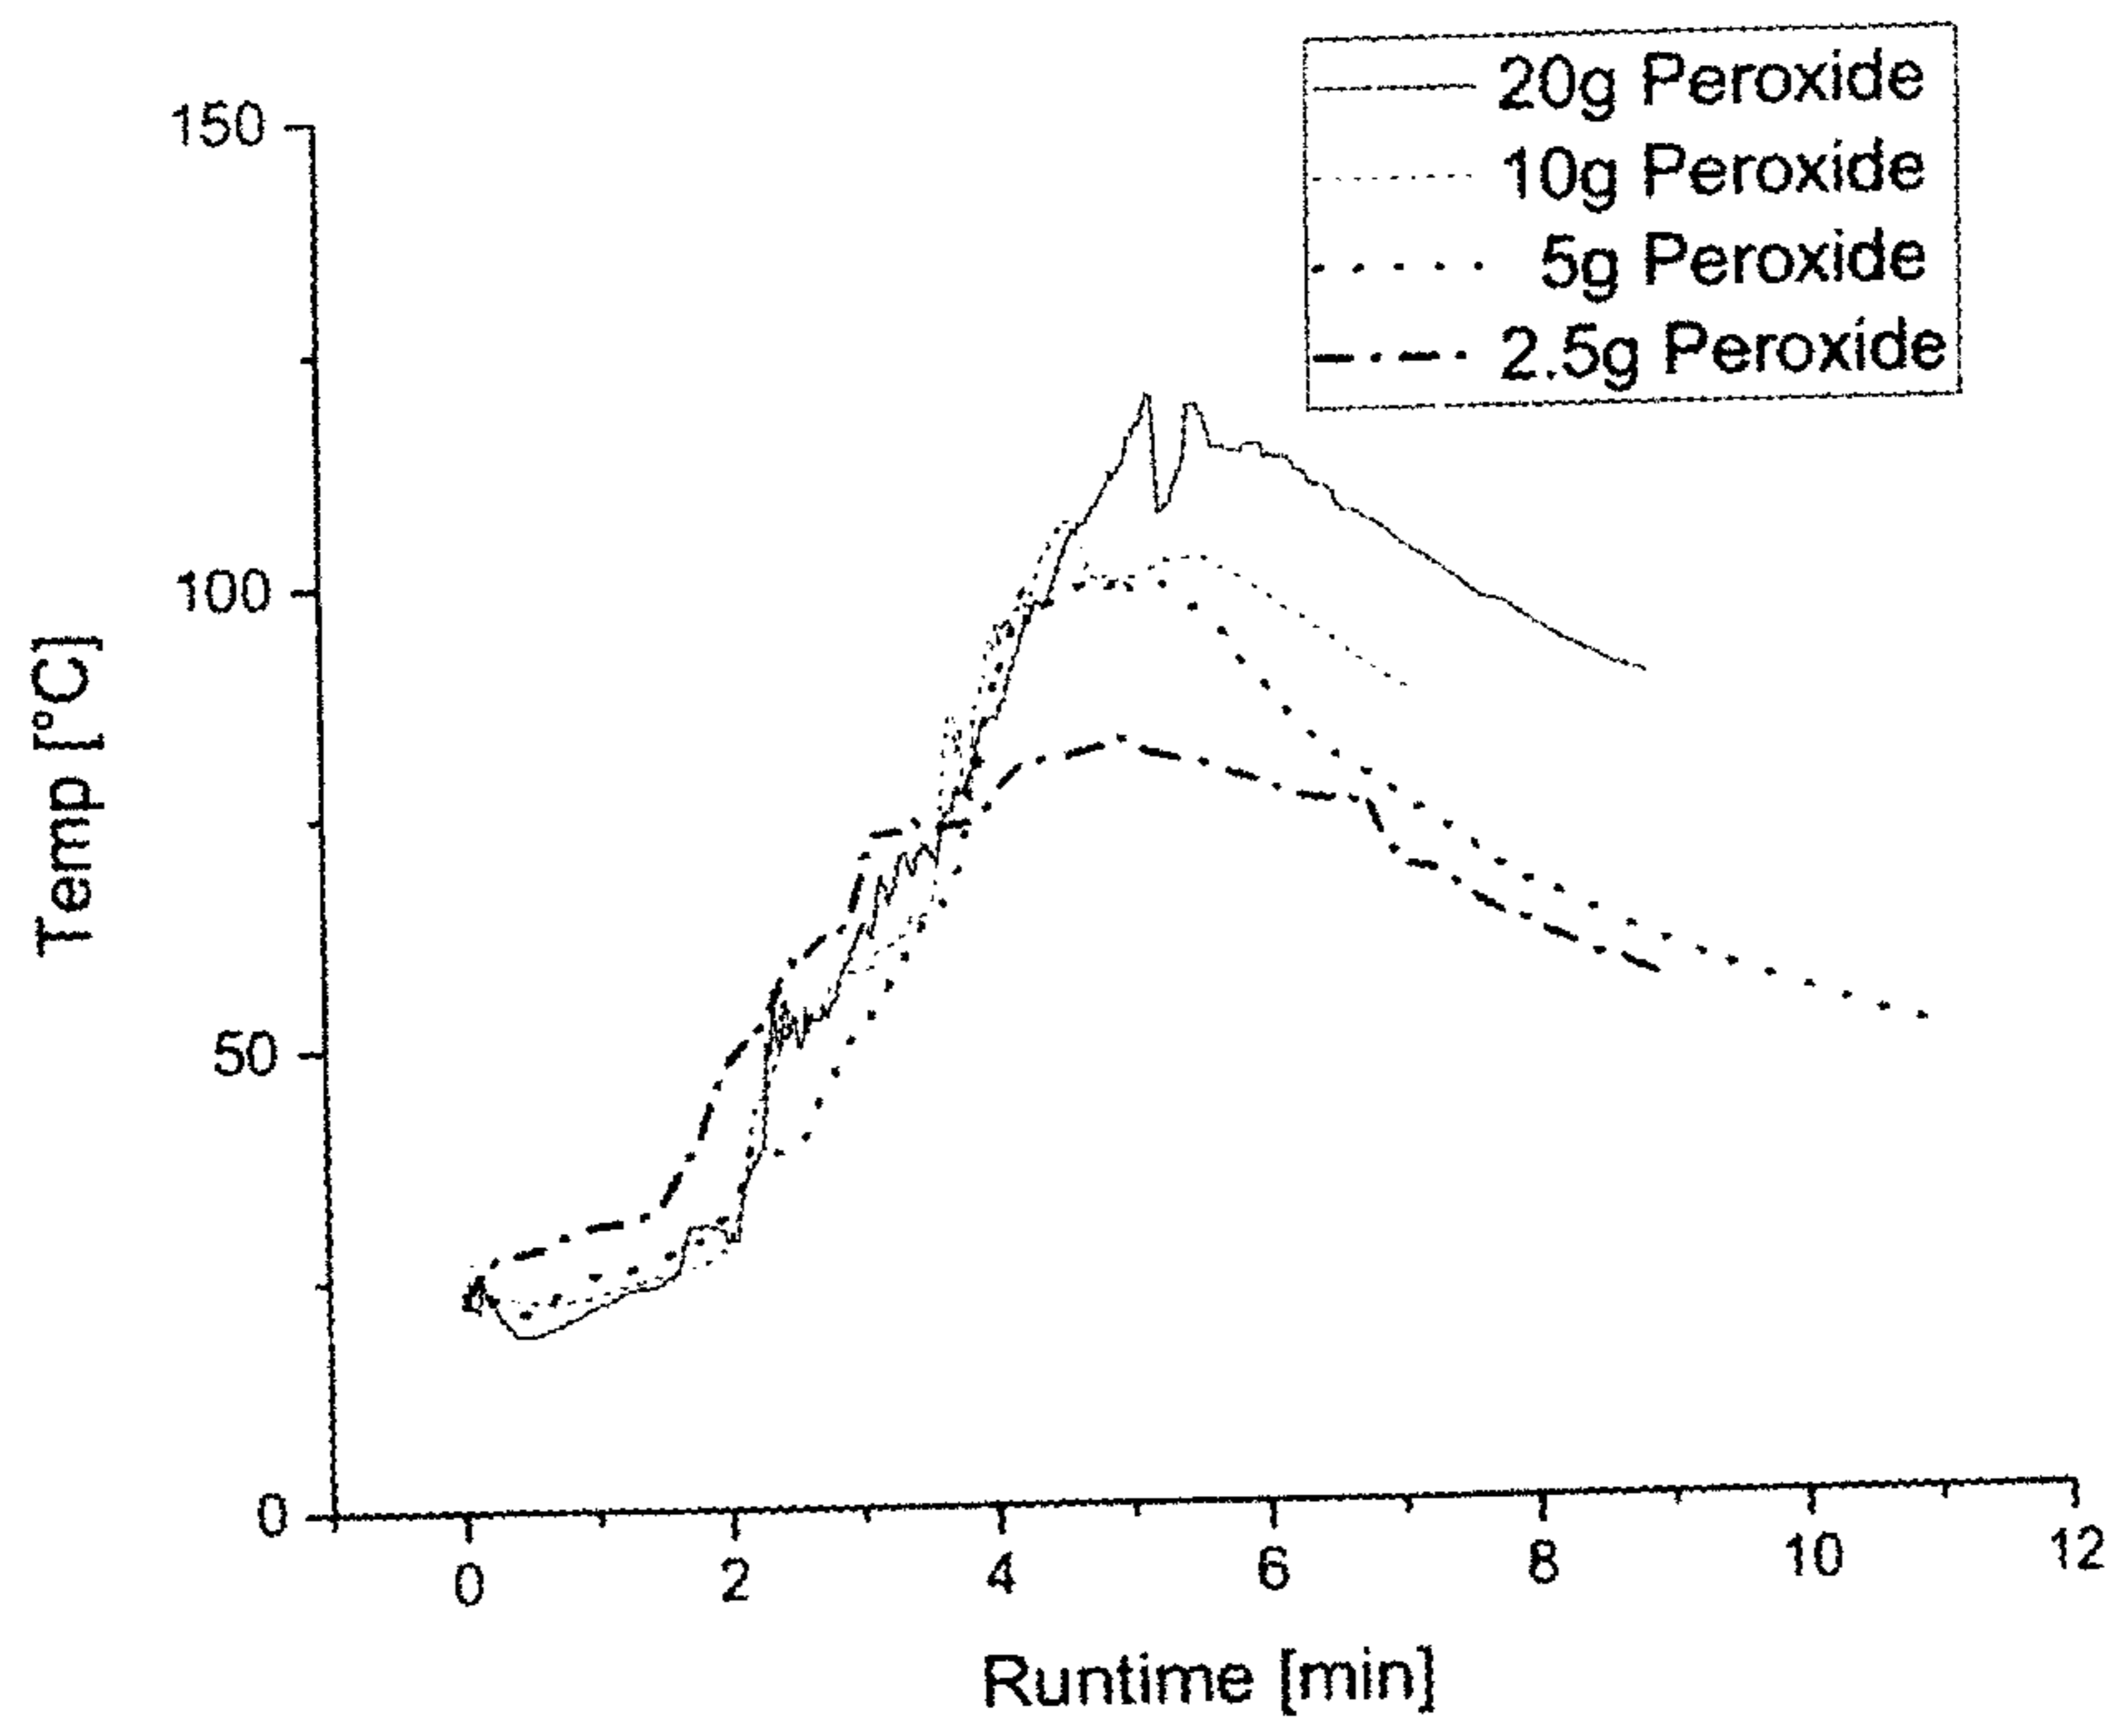 20g Peroxide
10g Peroxide
5g Peroxide
2.5g Peroxide
150
100
50
0
Temp [°C]
0 2 4 6 8 10 12
Runtime [min]